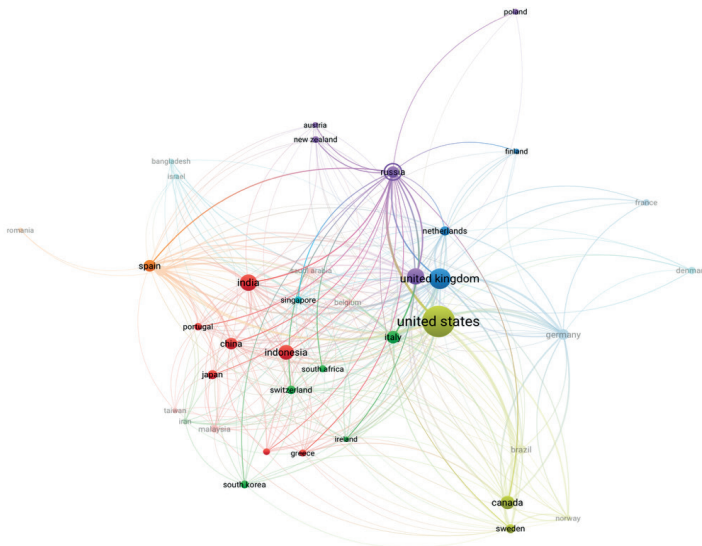 poland
austria
new zealand
finland
bangladesh
russia
israel
france
romania
netherlands
spain
saudi arabia
denmar
india
united kingdom
singapore
belgium
portugal
united states
china
italy
germany
indonesia
south africa
japan
switzerland
taiwan
iran
malaysia
ireland
brazil
greece
south korea
canada
norway
sweden